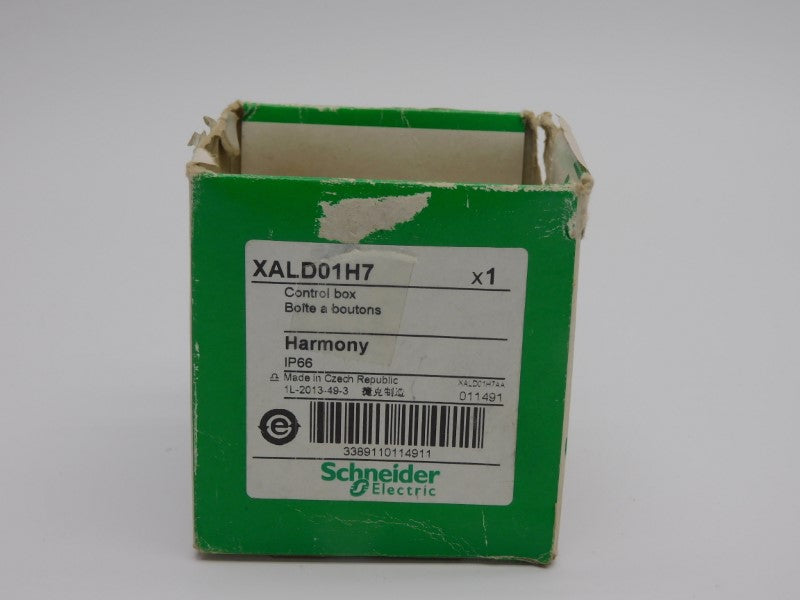 XALD01H7 x1
Control box
Boîte a boutons
Harmony
IP66
Made in Czech Republic XALD01H7AA
1L-2013-49-3 捷克制造 011491
3389110114911
Schneider
Electric